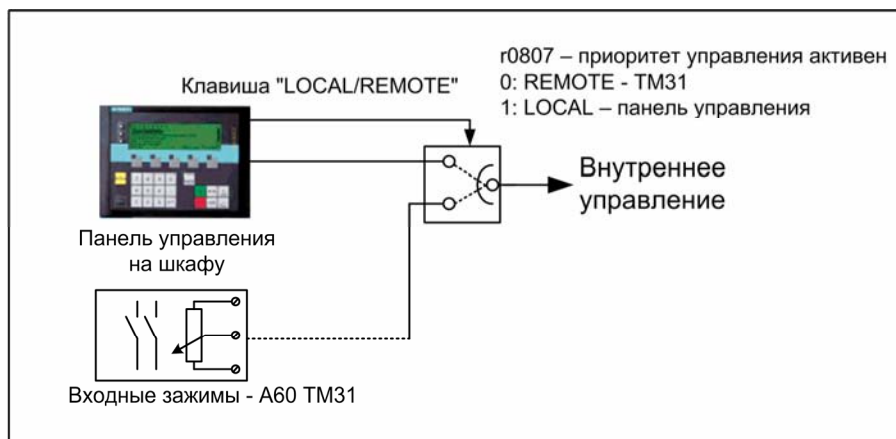 Клавиша "LOCAL/REMOTE"
r0807 – приоритет управления активен
0: REMOTE - TM31
1: LOCAL – панель управления
Внутреннее
управление
Панель управления
на шкафу
Входные зажимы - A60 TM31